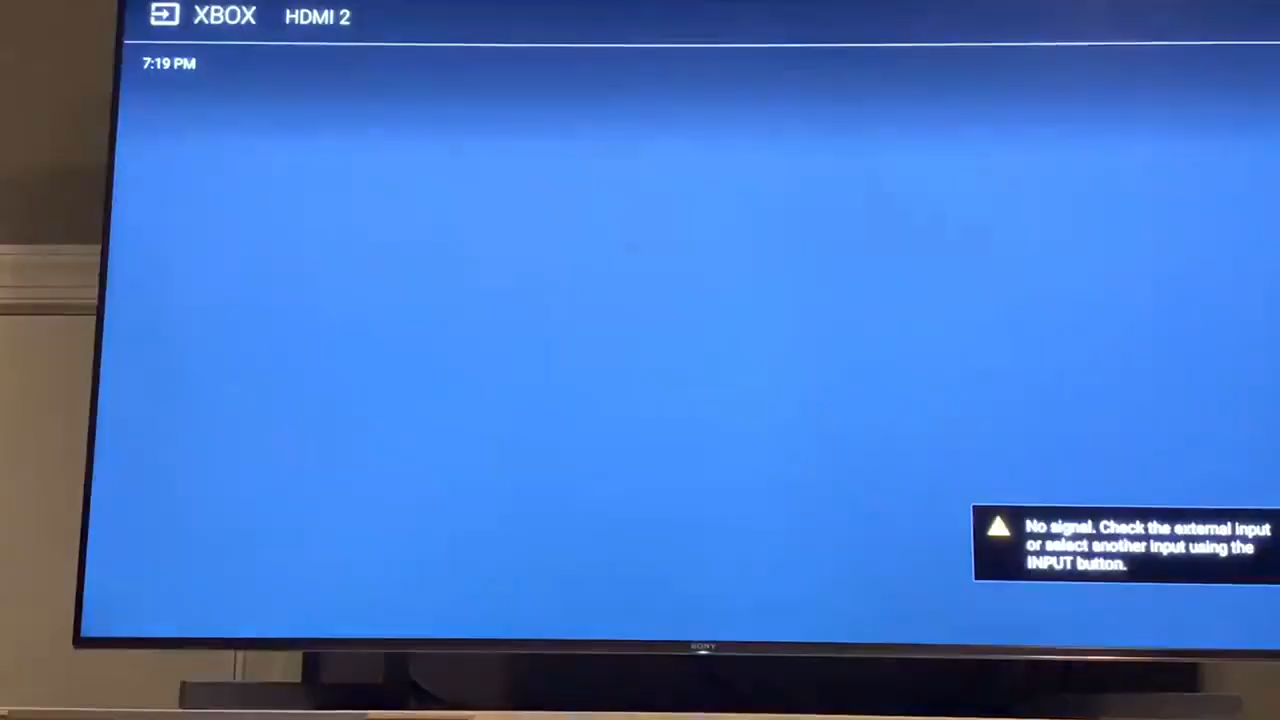 XBOX HDMI 2
7:19 PM
No signal. Check the external input
or select another input using the
INPUT button.
SONY